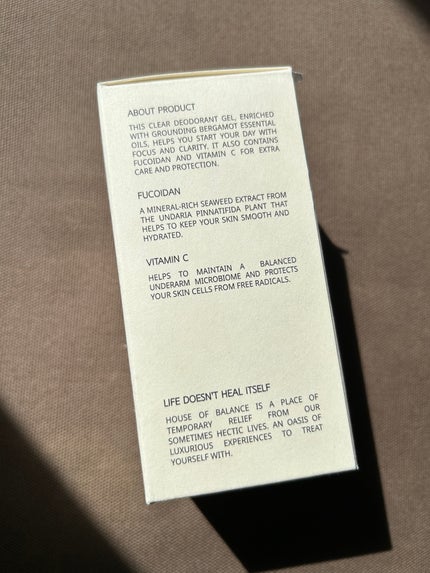 ABOUT PRODUCT
THIS CLEAR DEODORANT GEL, ENRICHED
WITH GROUNDING BERGAMOT ESSENTIAL
OILS, HELPS YOU START YOUR DAY WITH
FOCUS AND CLARITY. IT ALSO CONTAINS
FUCOIDAN AND VITAMIN C FOR EXTRA
CARE AND PROTECTION.
FUCOIDAN
A MINERAL-RICH SEAWEED EXTRACT FROM
THE UNDARIA PINNATIFIDA PLANT THAT
HELPS TO KEEP YOUR SKIN SMOOTH AND
HYDRATED.
VITAMIN C
HELPS TO MAINTAIN A BALANCED
UNDERARM MICROBIOME AND PROTECTS
YOUR SKIN CELLS FROM FREE RADICALS.
LIFE DOESN'T HEAL ITSELF
HOUSE OF BALANCE IS A PLACE OF
TEMPORARY RELIEF FROM OUR
SOMETIMES HECTIC LIVES. AN OASIS OF
LUXURIOUS EXPERIENCES TO TREAT
YOURSELF WITH.